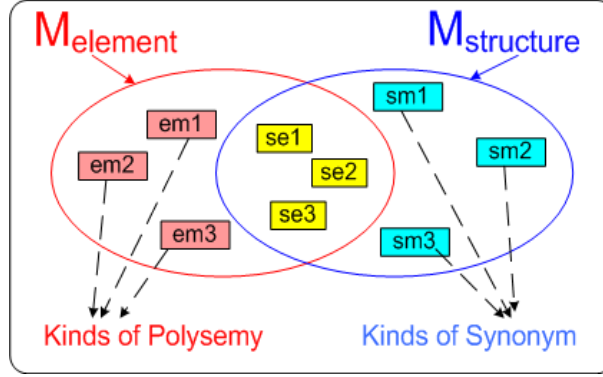 Melement
Mstructure
em1
em2
em3
se1
se2
se3
sm1
sm2
sm3
Kinds of Polysemy
Kinds of Synonym